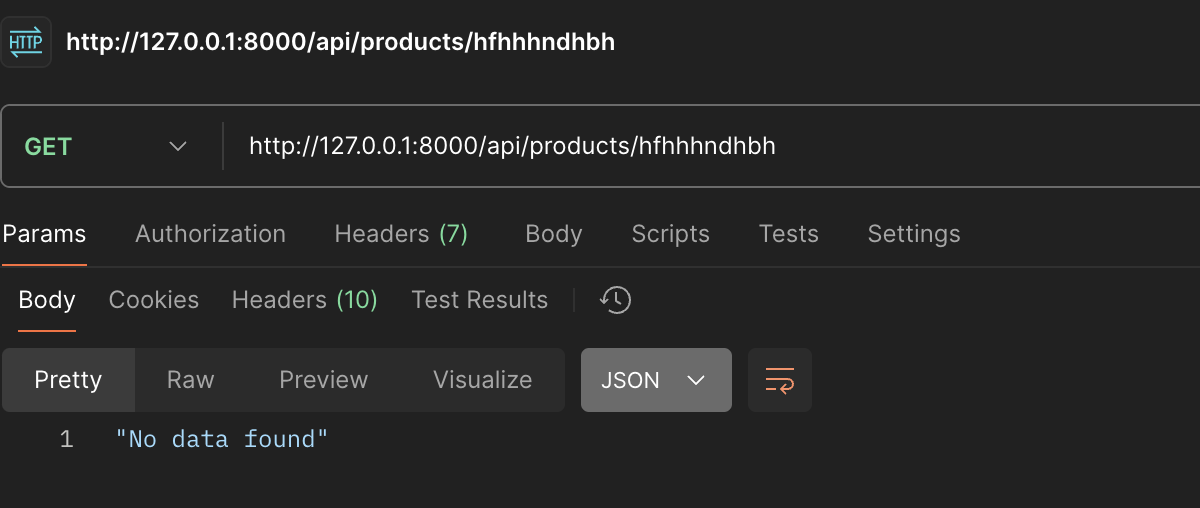 HTTP http://127.0.0.1:8000/api/products/hfhhhndhbh
GET http://127.0.0.1:8000/api/products/hfhhhndhbh
Params Authorization Headers (7) Body Scripts Tests Settings
Body Cookies Headers (10) Test Results
Pretty Raw Preview Visualize JSON
1 "No data found"